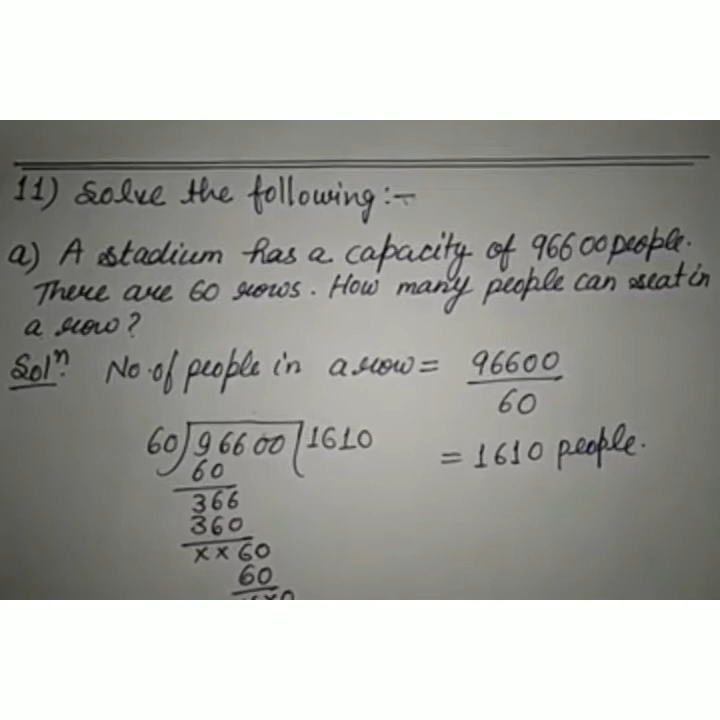 11) Solve the following :-
a) A stadium has a capacity of 96600 people.
There are 60 rows. How many people can seat in
a row?
Solⁿ. No. of people in a row = 96600
60
60)96600(1610 = 1610 people.
60
366
360
xx60
60